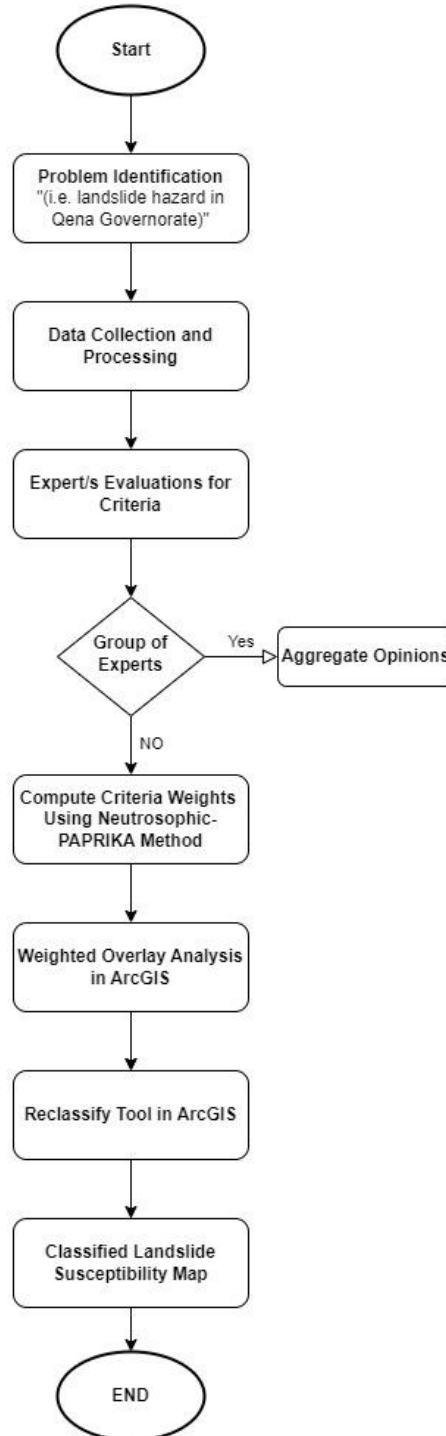 Start
Problem Identification
"(i.e. landslide hazard in
Qena Governorate)"
Data Collection and
Processing
Expert/s Evaluations for
Criteria
Group of
Experts
Yes
Aggregate Opinions
NO
Compute Criteria Weights
Using Neutrosophic-
PAPRIKA Method
Weighted Overlay Analysis
in ArcGIS
Reclassify Tool in ArcGIS
Classified Landslide
Susceptibility Map
END